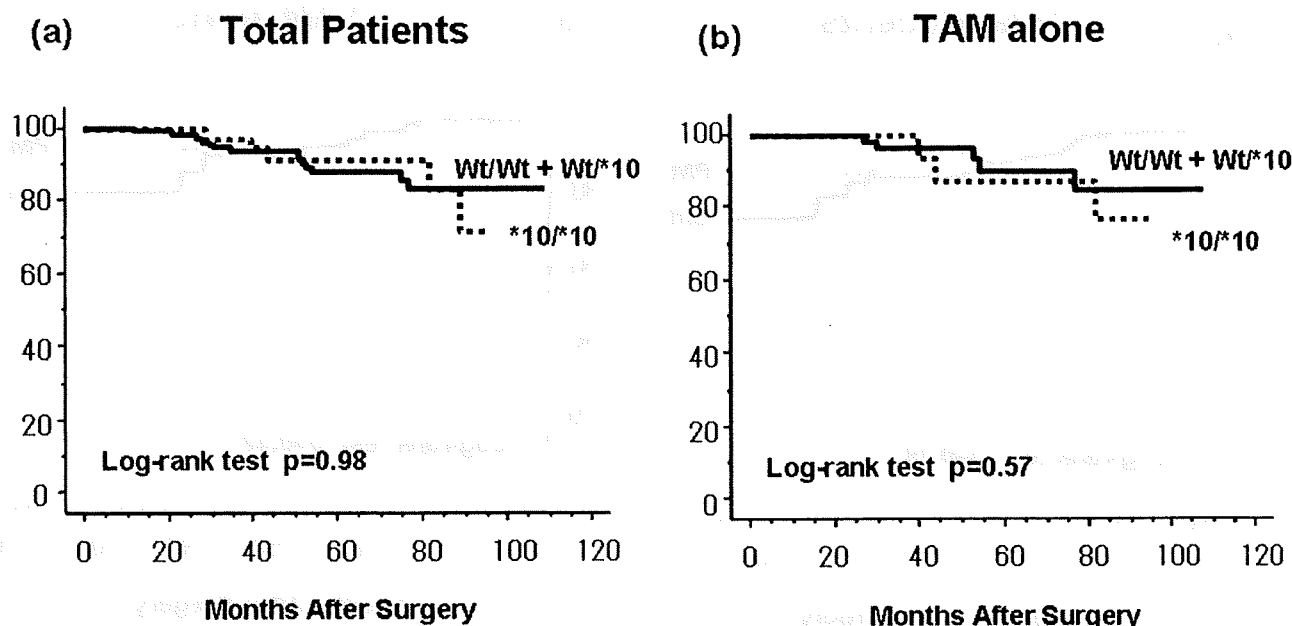 (a) Total Patients
100
80
60
40
20
0
Wt/Wt + Wt/*10
*10/*10
Log-rank test p=0.98
0 20 40 60 80 100 120
Months After Surgery
(b) TAM alone
100
80
60
40
20
0
Wt/Wt + Wt/*10
*10/*10
Log-rank test p=0.57
0 20 40 60 80 100 120
Months After Surgery